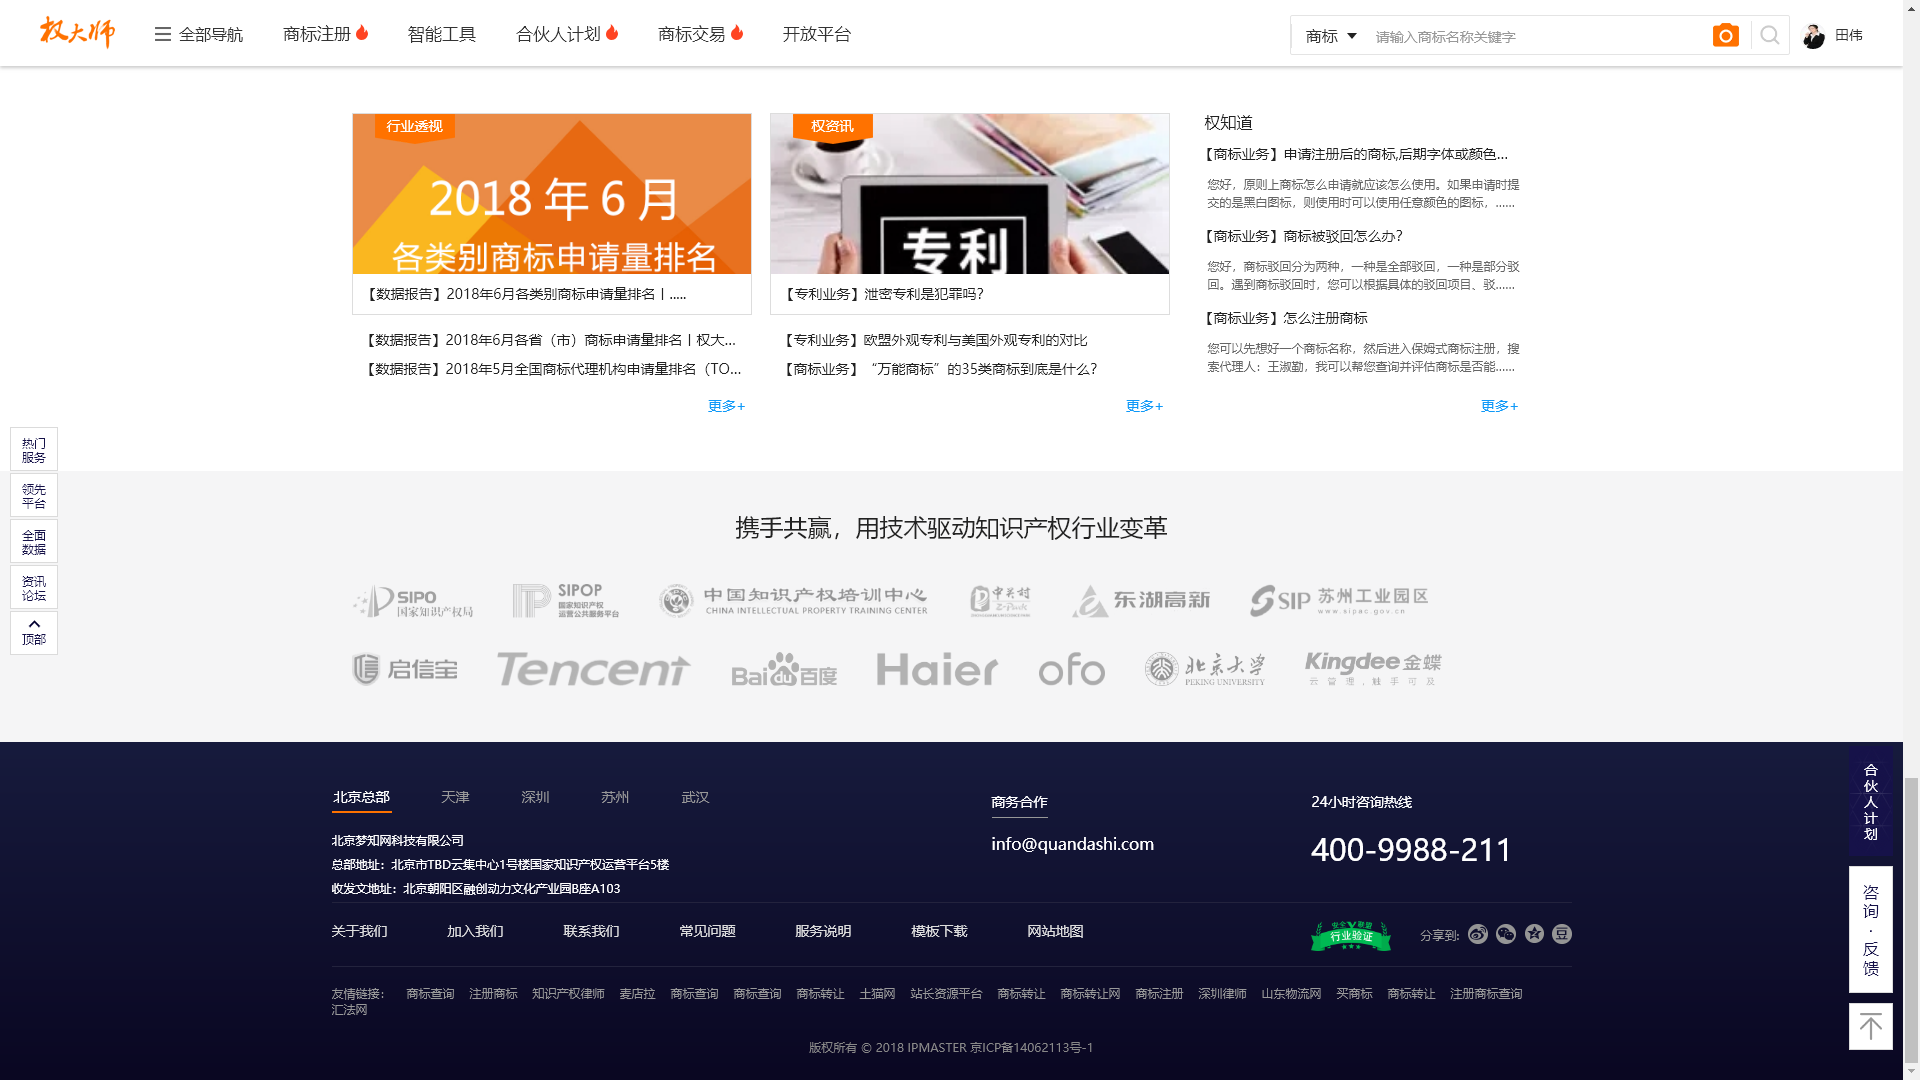 权大师
全部导航
商标注册
智能工具
合伙人计划
商标交易
开放平台
商标
请输入商标名称关键字
田伟
行业透视
2018 年 6 月
各类别商标申请量排名
【数据报告】2018年6月各类别商标申请量排名丨.....
【数据报告】2018年6月各省（市）商标申请量排名丨权大...
【数据报告】2018年5月全国商标代理机构申请量排名（TO...
更多+
权资讯
专利
【专利业务】泄密专利是犯罪吗?
【专利业务】欧盟外观专利与美国外观专利的对比
【商标业务】“万能商标”的35类商标到底是什么?
更多+
权知道
【商标业务】申请注册后的商标,后期字体或颜色...
您好，原则上商标怎么申请就应该怎么使用。如果申请时提
交的是黑白图标，则使用时可以使用任意颜色的图标，......
【商标业务】商标被驳回怎么办?
您好，商标驳回分为两种，一种是全部驳回，一种是部分驳
回。遇到商标驳回时，您可以根据具体的驳回项目、驳......
【商标业务】怎么注册商标
您可以先想好一个商标名称，然后进入保姆式商标注册，搜
索代理人：王淑勤，我可以帮您查询并评估商标是否能......
更多+
热门
服务
领先
平台
全面
数据
资讯
论坛
顶部
携手共赢，用技术驱动知识产权行业变革
SIPO
国家知识产权局
SIPOP
国家知识产权
运营公共服务平台
中国知识产权培训中心
CHINA INTELLECTUAL PROPERTY TRAINING CENTER
中关村
Z-Park
东湖高新
SIP 苏州工业园区
www.sipac.gov.cn
启信宝
Tencent
Bai du 百度
Haier
ofo
北京大学
PEKING UNIVERSITY
Kingdee 金蝶
云 管 理 , 触 手 可 及
北京总部
天津
深圳
苏州
武汉
北京梦知网科技有限公司
总部地址：北京市TBD云集中心1号楼国家知识产权运营平台5楼
收发文地址：北京朝阳区融创动力文化产业园B座A103
商务合作
info@quandashi.com
24小时咨询热线
400-9988-211
关于我们
加入我们
联系我们
常见问题
服务说明
模板下载
网站地图
安全V联盟
行业验证
分享到:
友情链接：
商标查询
注册商标
知识产权律师
麦店拉
商标查询
商标查询
商标转让
土猫网
站长资源平台
商标转让
商标转让网
商标注册
深圳律师
山东物流网
买商标
商标转让
注册商标查询
汇法网
版权所有 © 2018 IPMASTER 京ICP备14062113号-1
合伙人计划
咨询·反馈